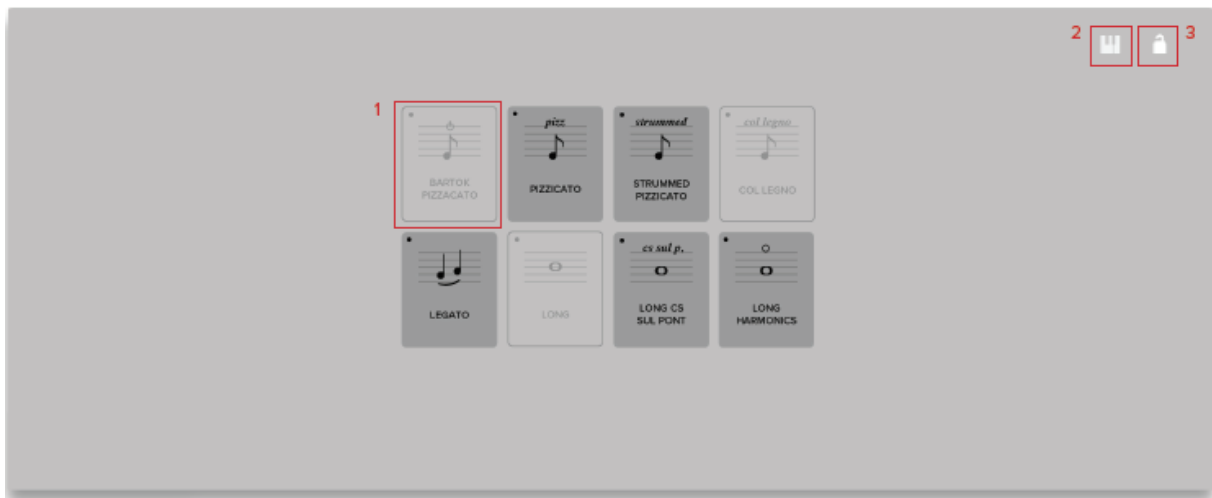 2
3
1
pizz
strummed
col legno
BARTOK
PIZZACATO
PIZZICATO
STRUMMED
PIZZICATO
COL LEGNO
cs sul p.
LEGATO
LONG
LONG CS
SUL PONT
LONG
HARMONICS